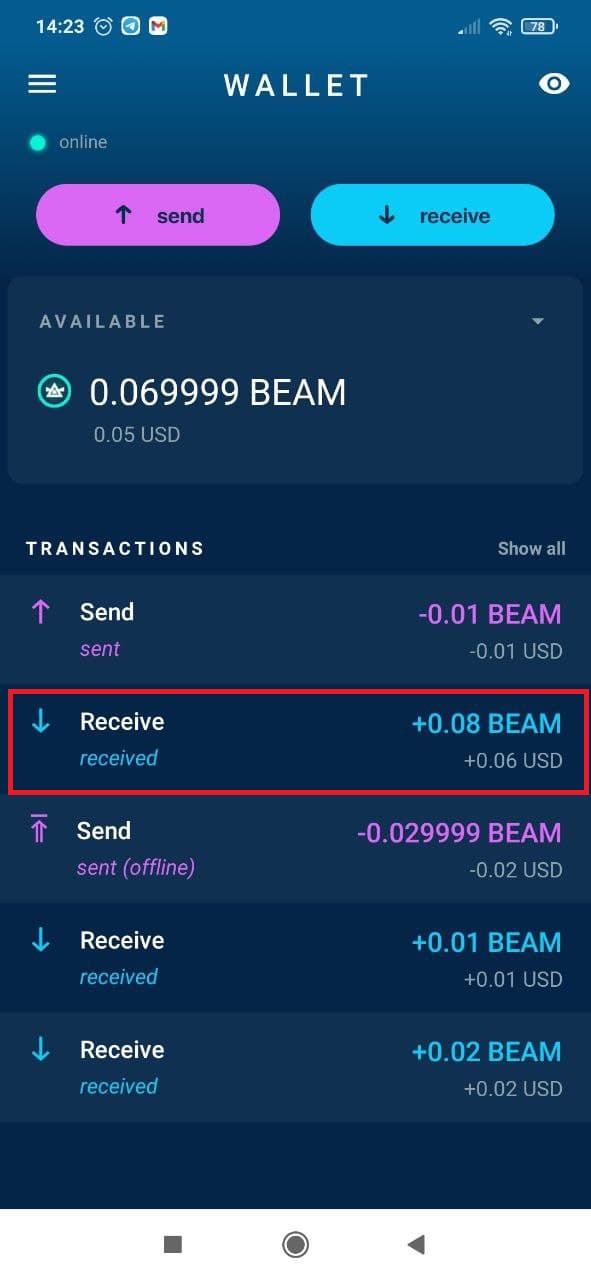 14:23 78
WALLET
online
send
receive
AVAILABLE
0.069999 BEAM
0.05 USD
TRANSACTIONS Show all
Send -0.01 BEAM
sent -0.01 USD
Receive +0.08 BEAM
received +0.06 USD
Send -0.029999 BEAM
sent (offline) -0.02 USD
Receive +0.01 BEAM
received +0.01 USD
Receive +0.02 BEAM
received +0.02 USD